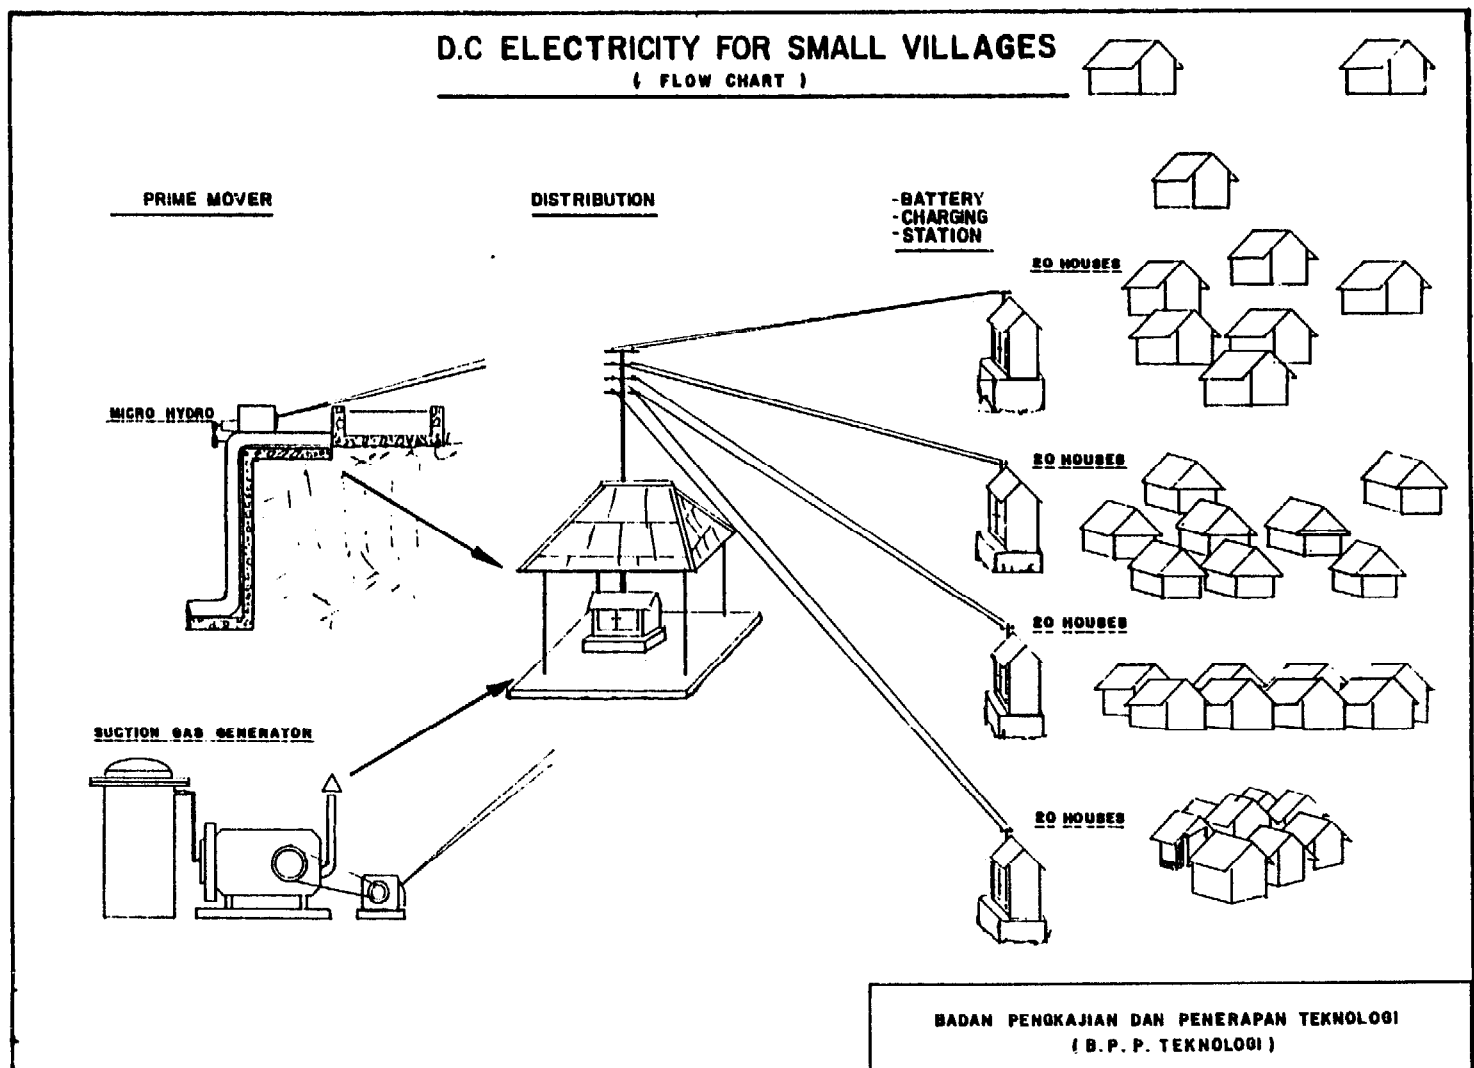 D.C ELECTRICITY FOR SMALL VILLAGES
( FLOW CHART )
PRIME MOVER
DISTRIBUTION
-BATTERY
-CHARGING
-STATION
20 HOUSES
MICRO HYDRO
20 HOUSES
20 HOUSES
SUCTION GAS GENERATOR
20 HOUSES
BADAN PENGKAJIAN DAN PENERAPAN TEKNOLOGI
( B.P.P. TEKNOLOGI )